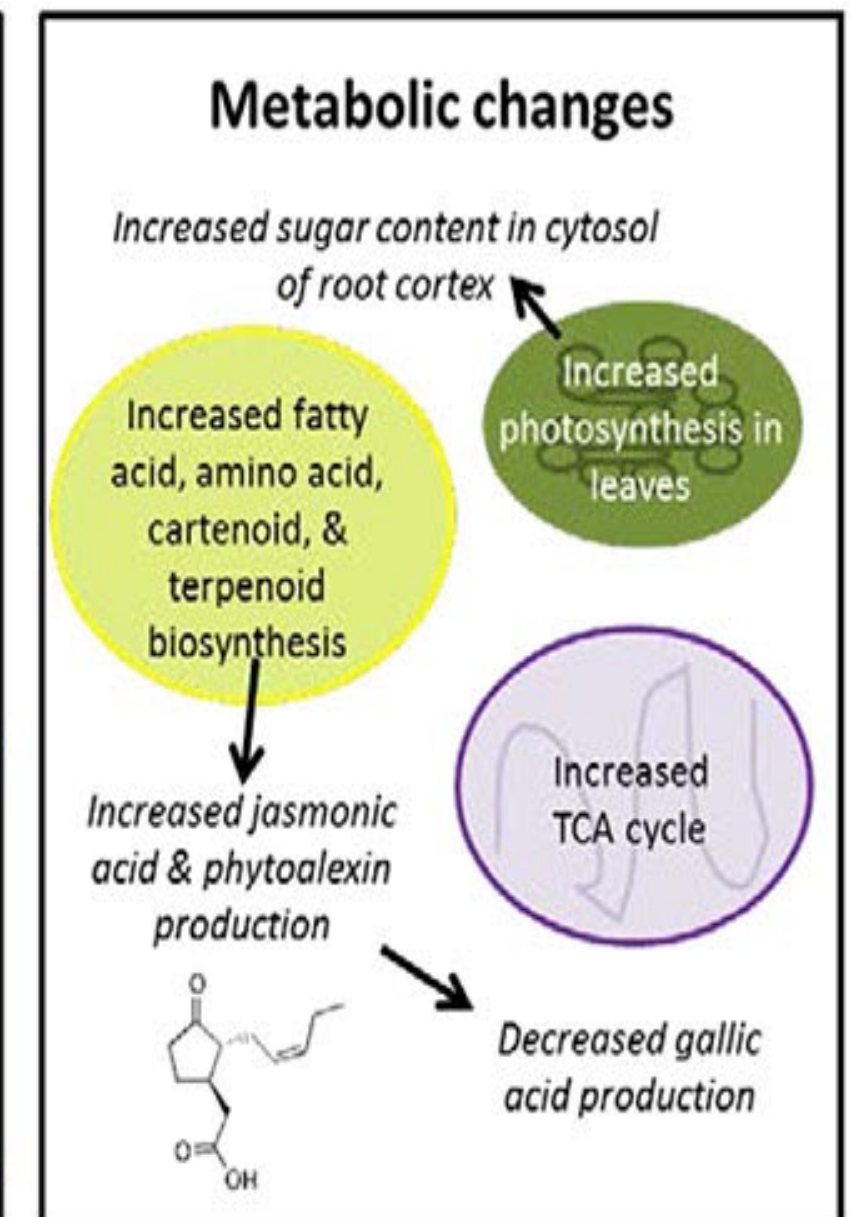 Metabolic changes
Increased sugar content in cytosol
of root cortex
Increased
photosynthesis in
leaves
Increased fatty
acid, amino acid,
cartenoid, &
terpenoid
biosynthesis
Increased
TCA cycle
Increased jasmonic
acid & phytoalexin
production
Decreased gallic
acid production
O
O
OH